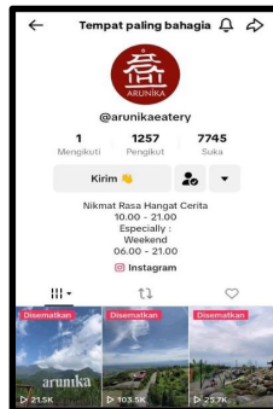 Tempat paling bahagia
ARUNIKA
@arunikaeatery
1 1257 7745
Mengikuti Pengikut Suka
Kirim 👋
Nikmat Rasa Hangat Cerita
10.00 - 21.00
Especially :
Weekend
06.00 - 21.00
Instagram
Disematkan Disematkan Disematkan
arunika
21.5K 103.5K 25.7K